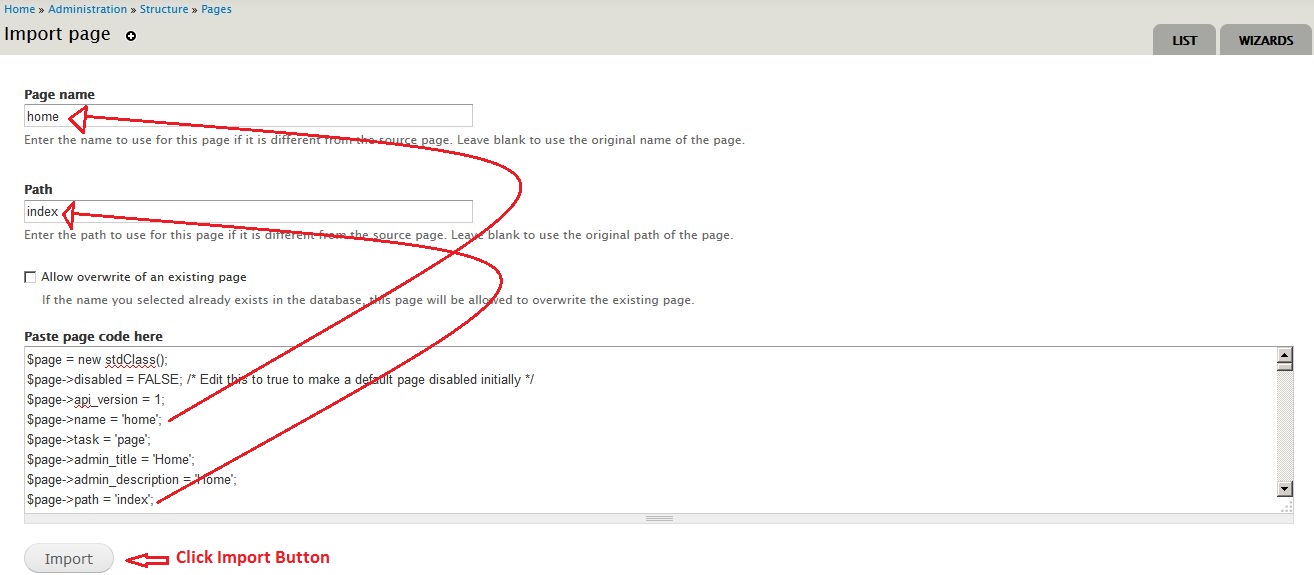 Home » Administration » Structure » Pages
Import page
LIST WIZARDS
Page name
home
Enter the name to use for this page if it is different from the source page. Leave blank to use the original name of the page.
Path
index
Enter the path to use for this page if it is different from the source page. Leave blank to use the original path of the page.
Allow overwrite of an existing page
If the name you selected already exists in the database, this page will be allowed to overwrite the existing page.
Paste page code here
$page = new stdClass();
$page->disabled = FALSE; /* Edit this to true to make a default page disabled initially */
$page->api_version = 1;
$page->name = 'home';
$page->task = 'page';
$page->admin_title = 'Home';
$page->admin_description = 'Home';
$page->path = 'index';
Import Click Import Button